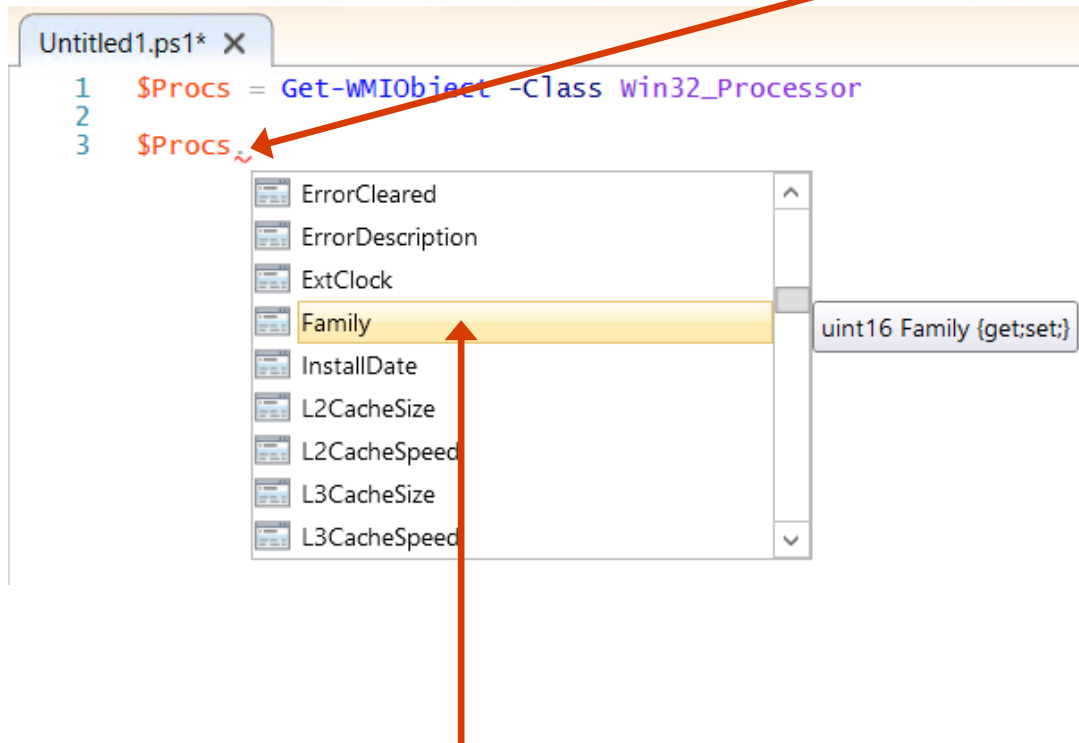 Untitled1.ps1* X
1 $Procs = Get-WMIObject -Class Win32_Processor
2
3 $Procs.
ErrorCleared
ErrorDescription
ExtClock
Family
uint16 Family {get;set;}
InstallDate
L2CacheSize
L2CacheSpeed
L3CacheSize
L3CacheSpeed